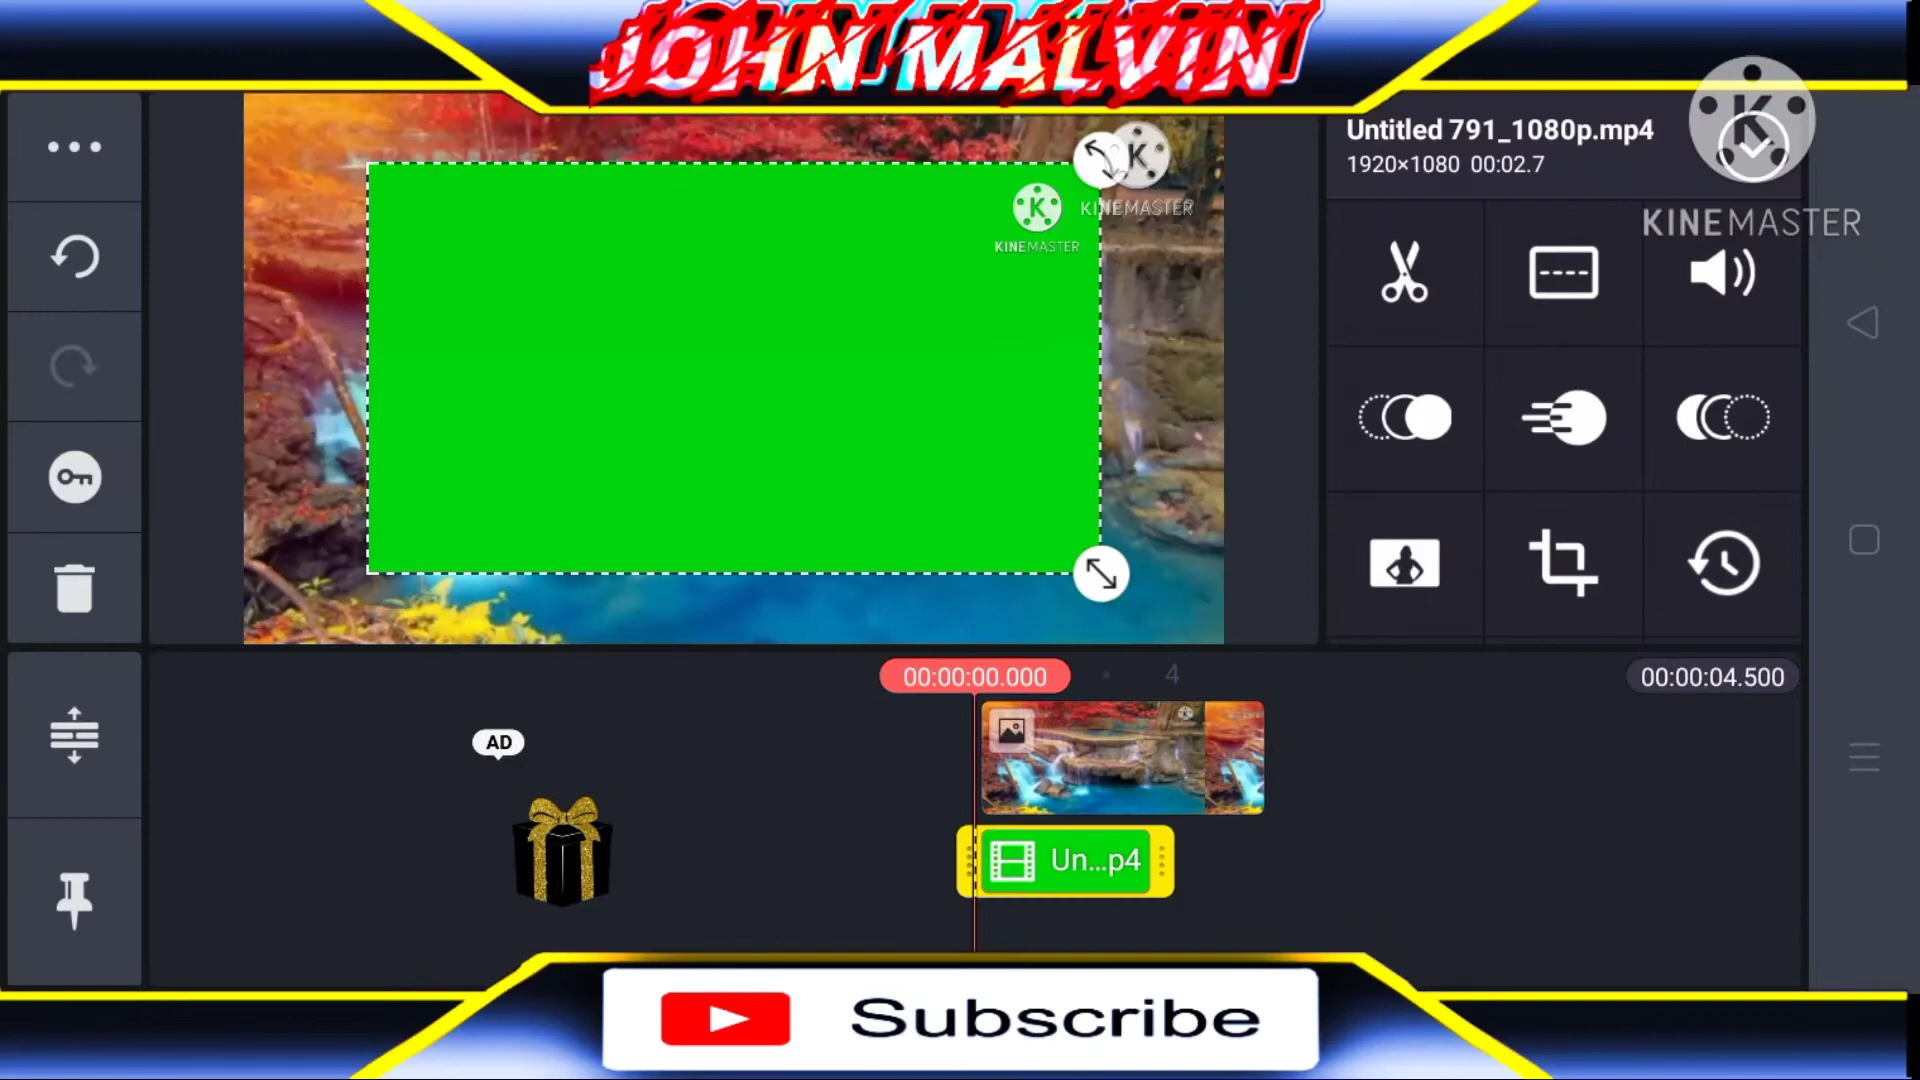 JOHN MALVIN
Untitled 791_1080p.mp4
1920×1080 00:02.7
K
KINEMASTER
K
KINEMASTER
K
KINEMASTER
00:00:00.000
4
00:00:04.500
AD
Un...p4
Subscribe